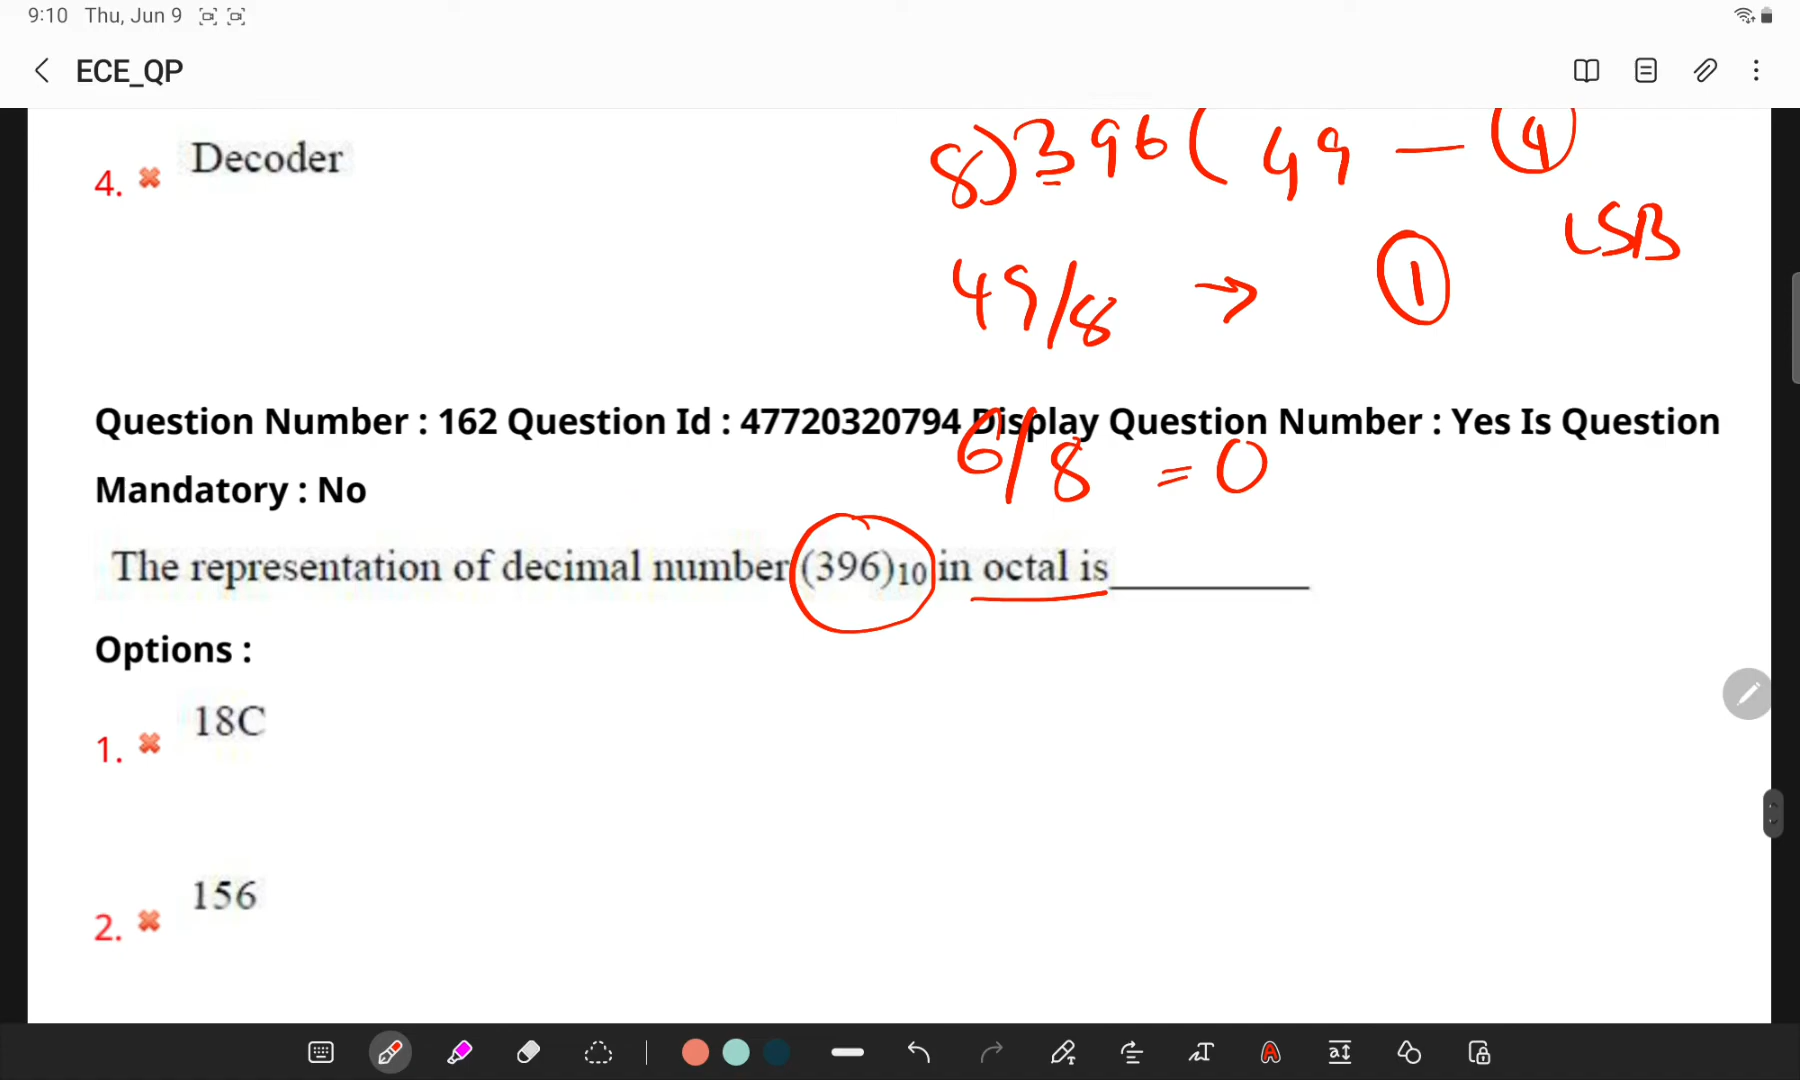 9:10 Thu, Jun 9
ECE_QP
4. Decoder
8)396(49 — 4
LSB
49/8 → 1
Question Number : 162 Question Id : 47720320794 Display Question Number : Yes Is Question
6/8 = 0
Mandatory : No
The representation of decimal number (396)10 in octal is__________
Options :
1. 18C
2. 156